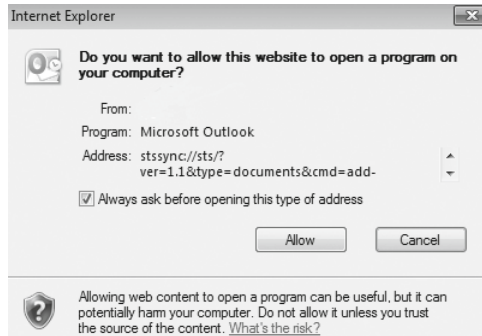 Internet Explorer
Do you want to allow this website to open a program on
your computer?
From:
Program: Microsoft Outlook
Address: stssync://sts/?
ver=1.1&type=documents&cmd=add-
Always ask before opening this type of address
Allow Cancel
Allowing web content to open a program can be useful, but it can
potentially harm your computer. Do not allow it unless you trust
the source of the content. What's the risk?